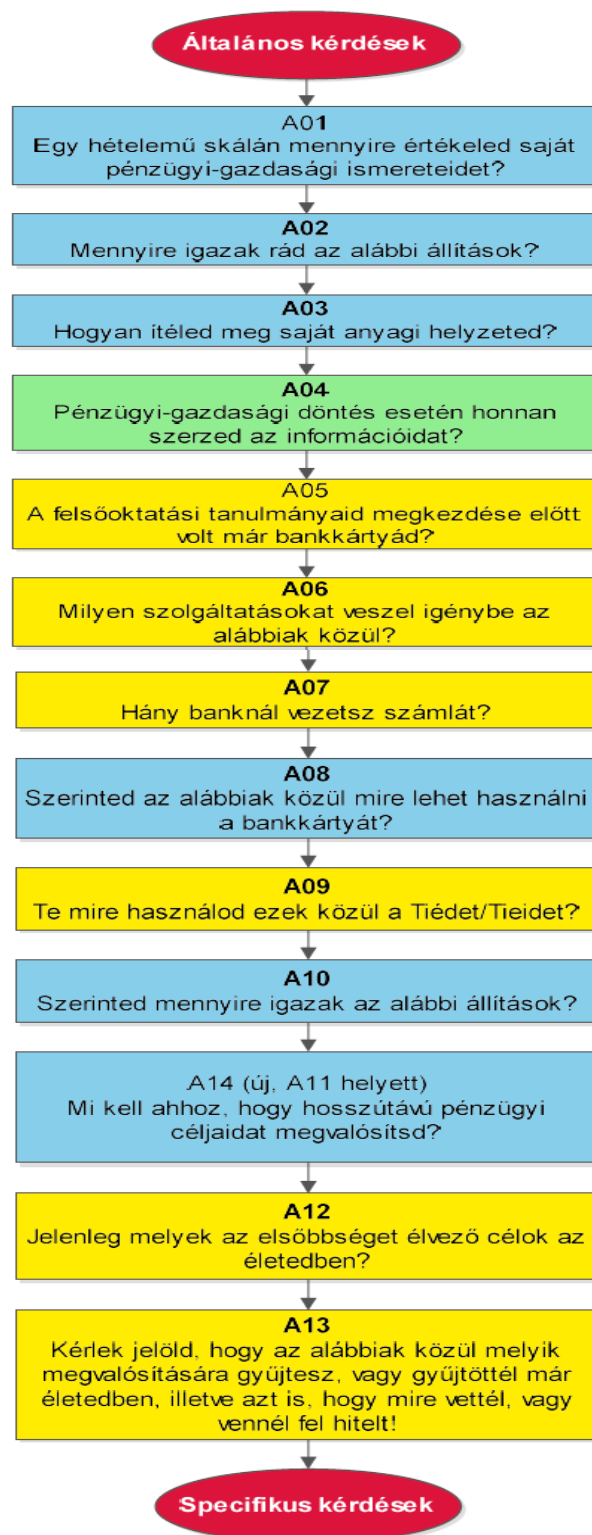 Általános kérdések
A01
Egy hételemű skálán mennyire értékeled saját
pénzügyi-gazdasági ismereteidet?
A02
Mennyire igazak rád az alábbi állítások?
A03
Hogyan ítéled meg saját anyagi helyzeted?
A04
Pénzügyi-gazdasági döntés esetén honnan
szerzed az információidat?
A05
A felsőoktatási tanulmányaid megkezdése előtt
volt már bankkártyád?
A06
Milyen szolgáltatásokat veszel igénybe az
alábbiak közül?
A07
Hány banknál vezetsz számlát?
A08
Szerinted az alábbiak közül mire lehet használni
a bankkártyát?
A09
Te mire használod ezek közül a Tiédet/Tieidet?
A10
Szerinted mennyire igazak az alábbi állítások?
A14 (új, A11 helyett)
Mi kell ahhoz, hogy hosszútávú pénzügyi
céljaidat megvalósítsd?
A12
Jelenleg melyek az elsőbbséget élvező célok az
életedben?
A13
Kérlek jelöld, hogy az alábbiak közül melyik
megvalósítására gyűjtesz, vagy gyűjtöttél már
életedben, illetve azt is, hogy mire vettél, vagy
vennél fel hitelt!
Specifikus kérdések